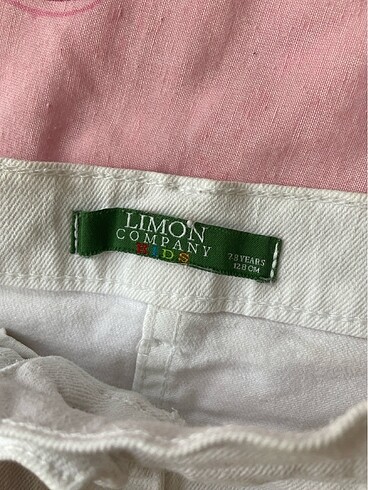 LIMON
COMPANY
KIDS
7.8 YEARS
128 CM